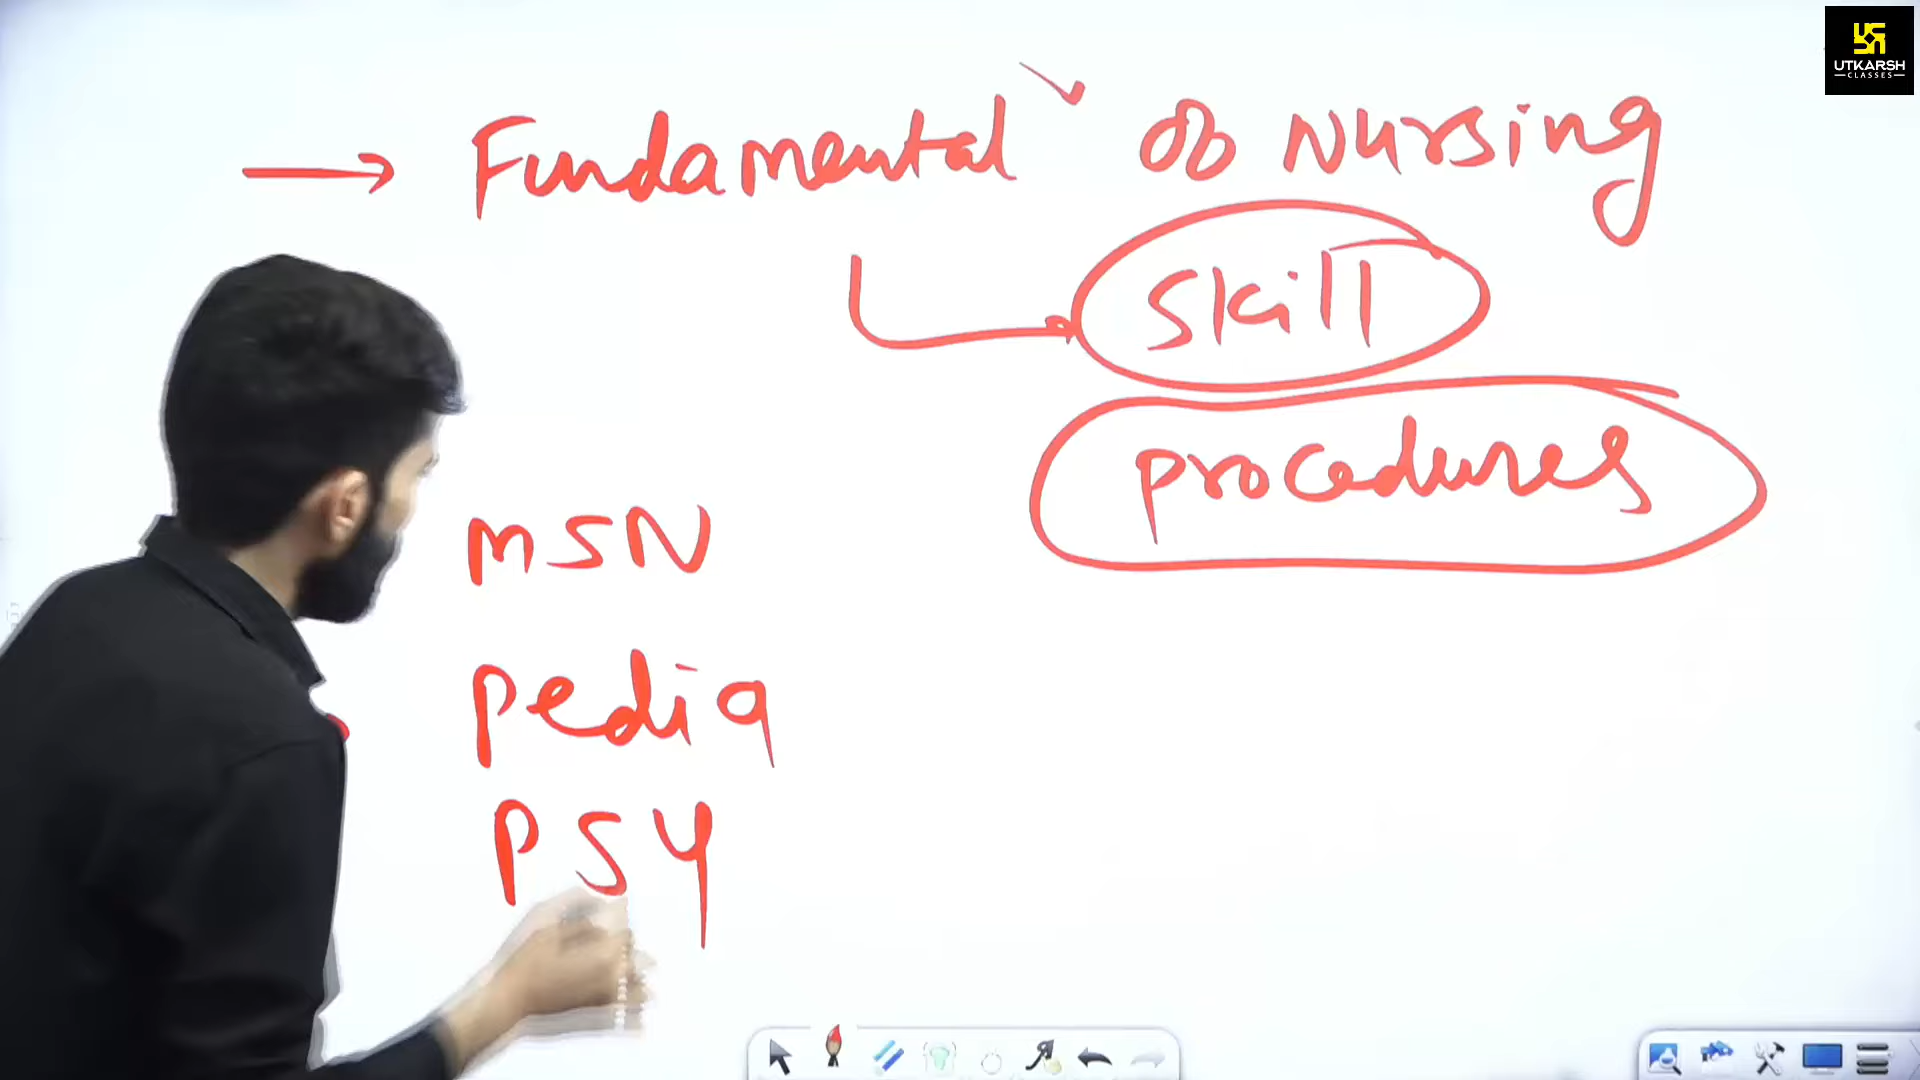 UTKARSH
CLASSES
→ Fundamental of Nursing
skill
procedures
MSN
pedia
PSY